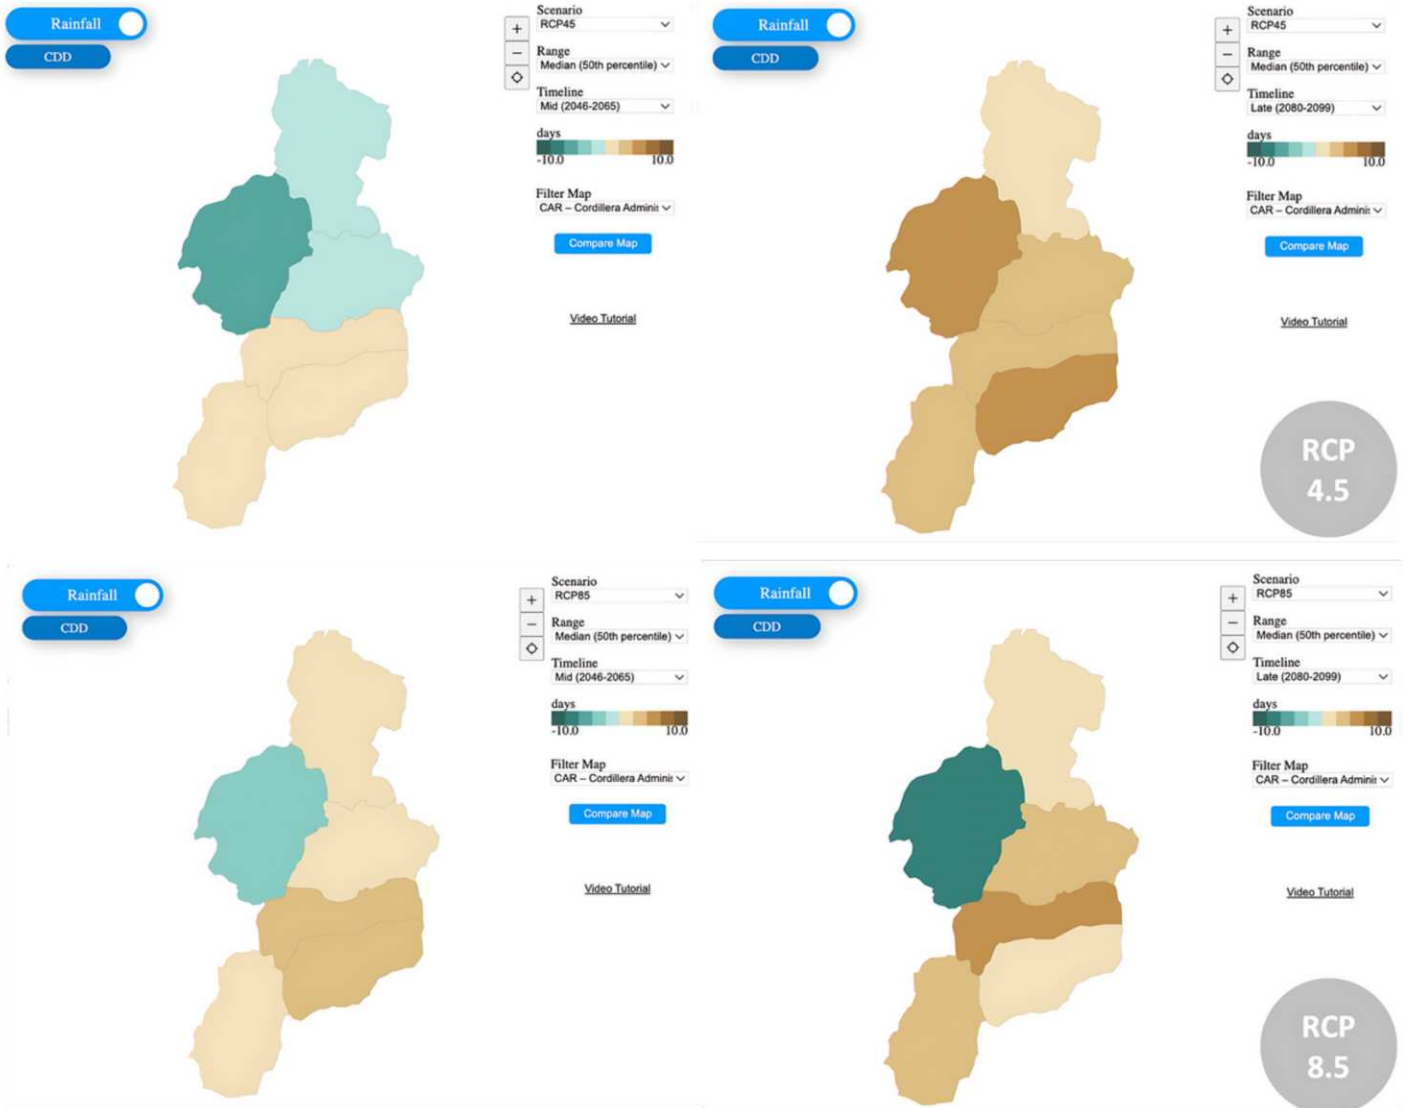 Rainfall
CDD
+
−
Scenario
RCP45
Range
Median (50th percentile)
Timeline
Mid (2046-2065)
days
-10.0 10.0
Filter Map
CAR – Cordillera Adminis
Compare Map
Video Tutorial
Rainfall
CDD
+
−
Scenario
RCP45
Range
Median (50th percentile)
Timeline
Late (2080-2099)
days
-10.0 10.0
Filter Map
CAR – Cordillera Adminis
Compare Map
Video Tutorial
RCP
4.5
Rainfall
CDD
+
−
Scenario
RCP85
Range
Median (50th percentile)
Timeline
Mid (2046-2065)
days
-10.0 10.0
Filter Map
CAR – Cordillera Adminis
Compare Map
Video Tutorial
Rainfall
CDD
+
−
Scenario
RCP85
Range
Median (50th percentile)
Timeline
Late (2080-2099)
days
-10.0 10.0
Filter Map
CAR – Cordillera Adminis
Compare Map
Video Tutorial
RCP
8.5